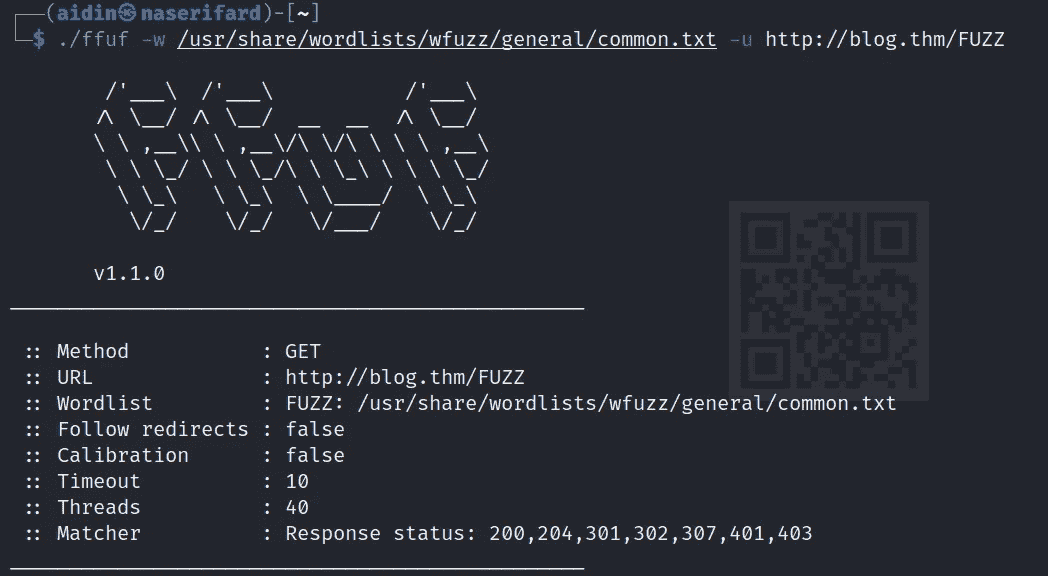 ┌──(aidin㉿naserifard)-[~]
└─$ ./ffuf -w /usr/share/wordlists/wfuzz/general/common.txt -u http://blog.thm/FUZZ
v1.1.0
:: Method : GET
:: URL : http://blog.thm/FUZZ
:: Wordlist : FUZZ: /usr/share/wordlists/wfuzz/general/common.txt
:: Follow redirects : false
:: Calibration : false
:: Timeout : 10
:: Threads : 40
:: Matcher : Response status: 200,204,301,302,307,401,403